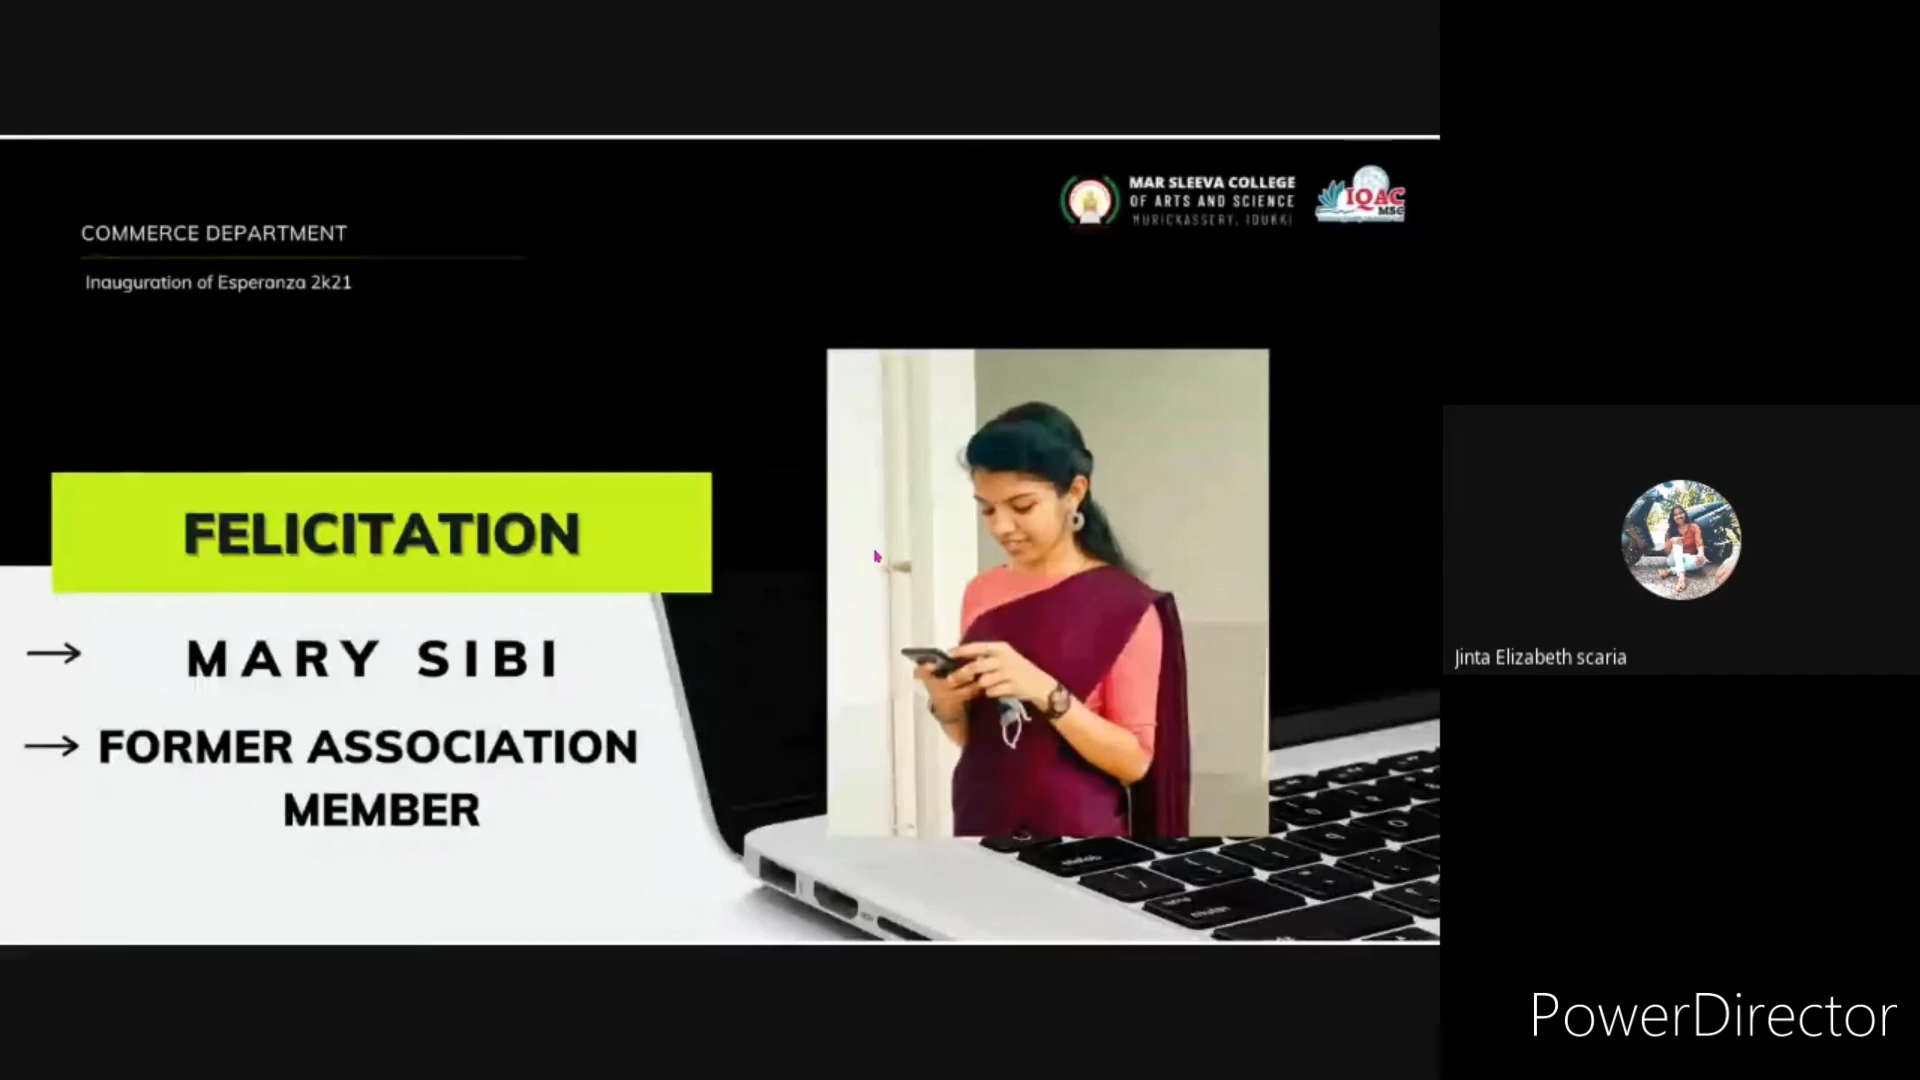 MAR SLEEVA COLLEGE
OF ARTS AND SCIENCE
MURICKASSERY, IDUKKI
IQAC
MSC
COMMERCE DEPARTMENT
Inauguration of Esperanza 2k21
FELICITATION
→ MARY SIBI
→ FORMER ASSOCIATION
MEMBER
Jinta Elizabeth scaria
PowerDirector